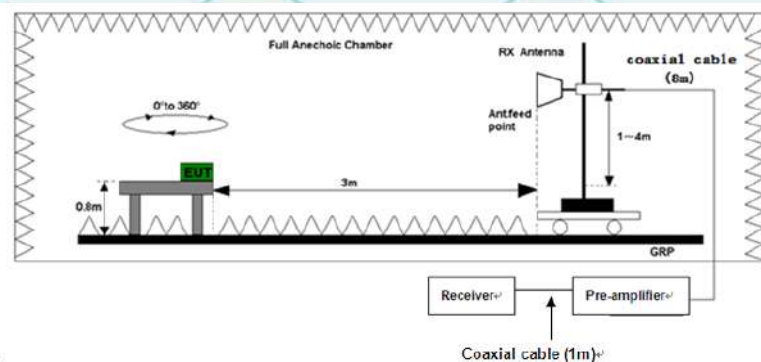 Full Anechoic Chamber
RX Antenna
coaxial cable
(8m)
0°to 360°
Antfeed
point
1~4m
EUT
3m
0.8m
GRP
Receiver
Pre-amplifier
Coaxial cable (1m)